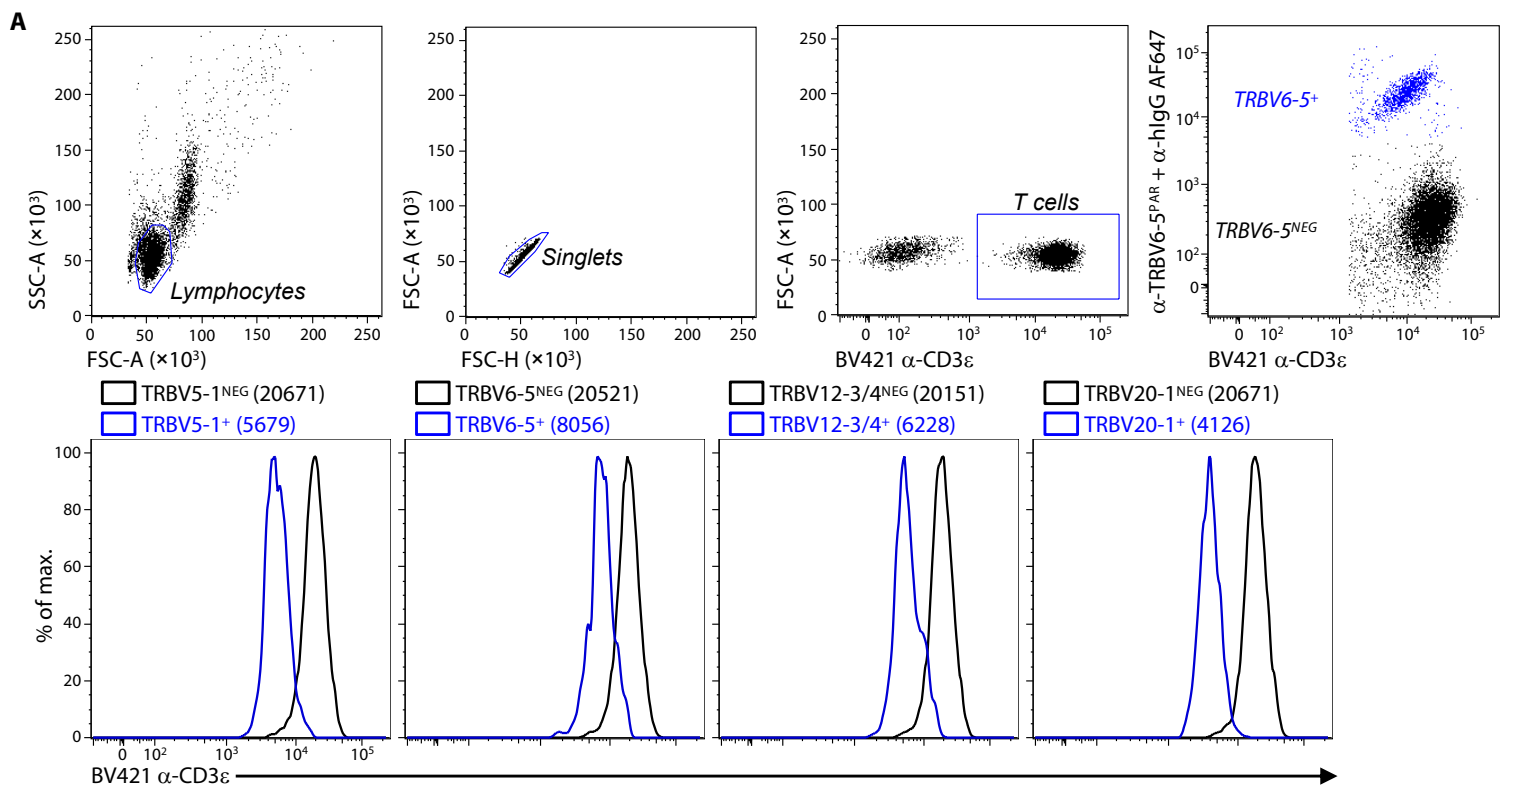 A
250
200
150
100
50
0
SSC-A (×10³)
0 50 100 150 200 250
FSC-A (×10³)
Lymphocytes
250
200
150
100
50
0
FSC-A (×10³)
0 50 100 150 200 250
FSC-H (×10³)
Singlets
250
200
150
100
50
0
FSC-A (×10³)
0 10² 10³ 10⁴ 10⁵
BV421 α-CD3ε
T cells
10⁵
10⁴
10³
10²
0
α-TRBV6-5ᴾᴬᴿ + α-hIgG AF647
0 10² 10³ 10⁴ 10⁵
BV421 α-CD3ε
TRBV6-5⁺
TRBV6-5ᴺᴱᴳ
TRBV5-1ᴺᴱᴳ (20671)
TRBV5-1⁺ (5679)
TRBV6-5ᴺᴱᴳ (20521)
TRBV6-5⁺ (8056)
TRBV12-3/4ᴺᴱᴳ (20151)
TRBV12-3/4⁺ (6228)
TRBV20-1ᴺᴱᴳ (20671)
TRBV20-1⁺ (4126)
100
80
60
40
20
0
% of max.
0 10² 10³ 10⁴ 10⁵
BV421 α-CD3ε